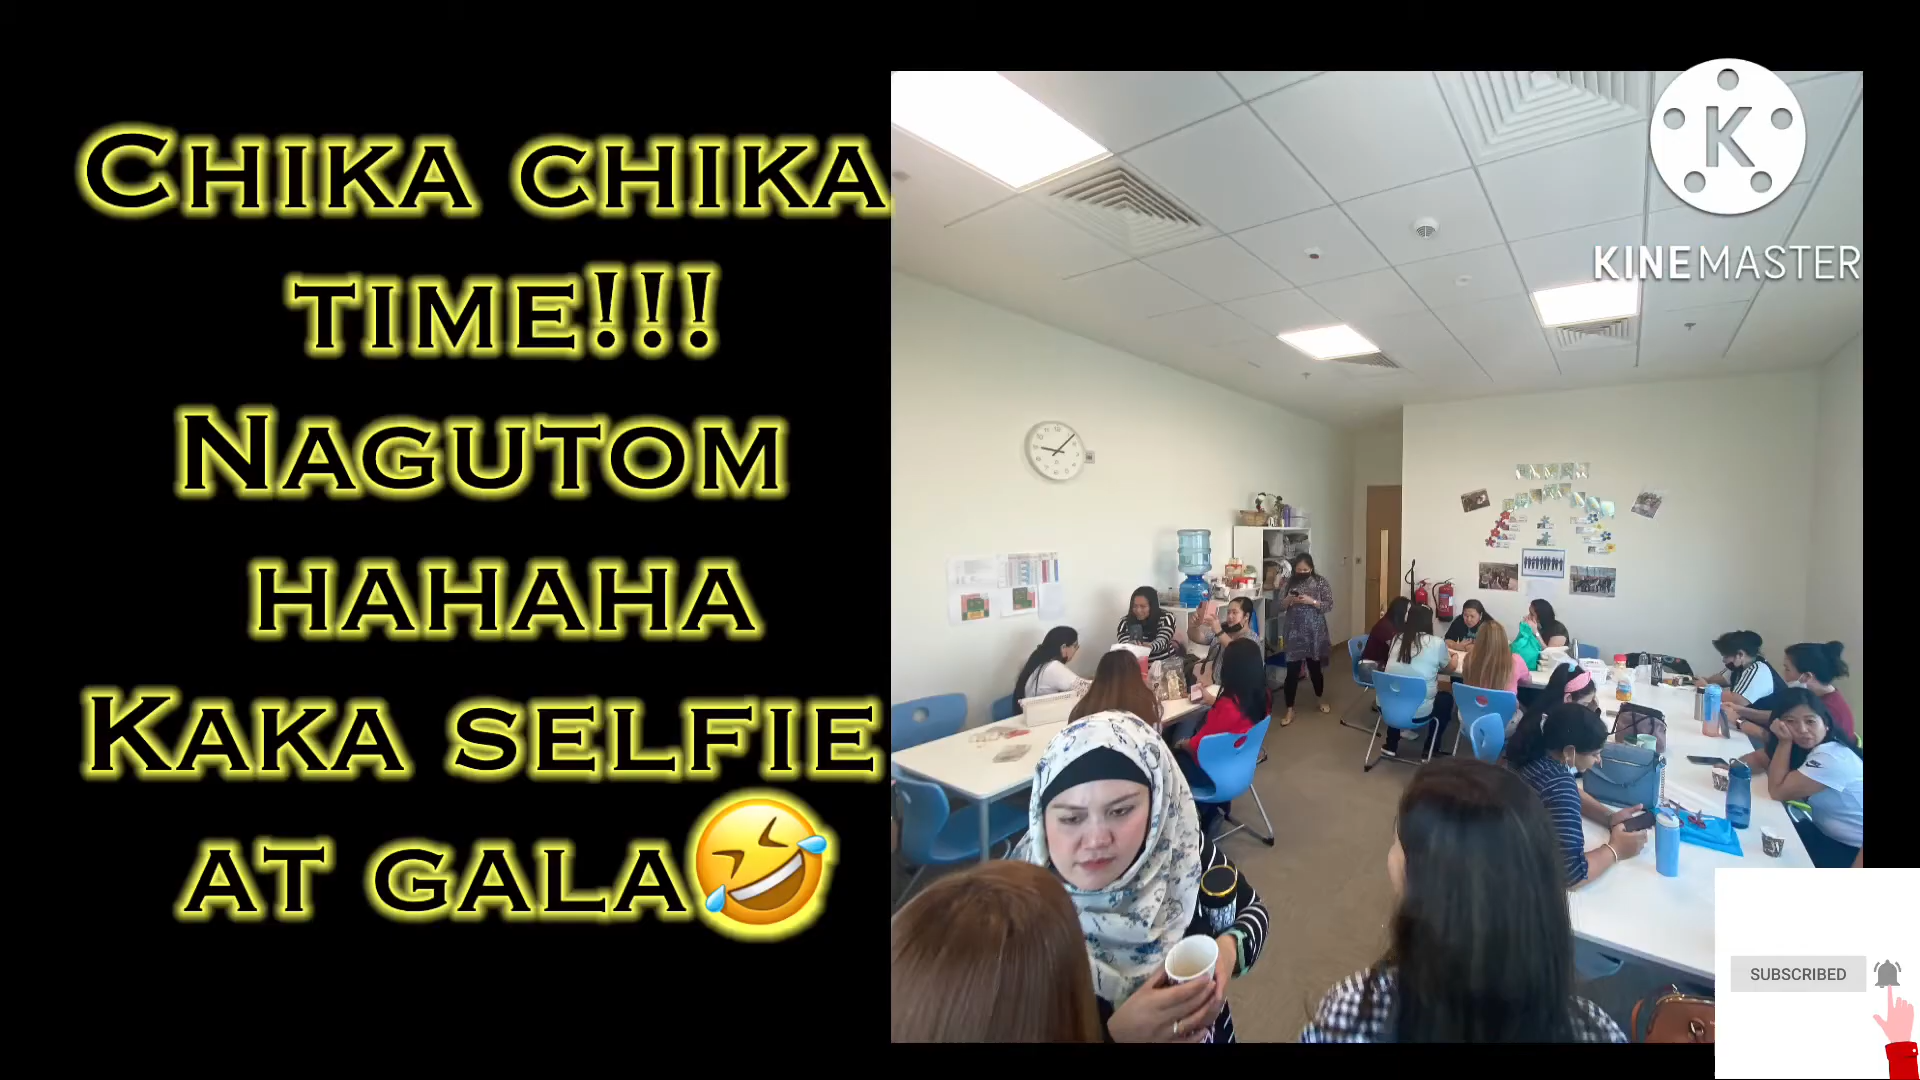 CHIKA CHIKA
TIME!!!
NAGUTOM
HAHAHA
KAKA SELFIE
AT GALA🤣
K
KINEMASTER
SUBSCRIBED